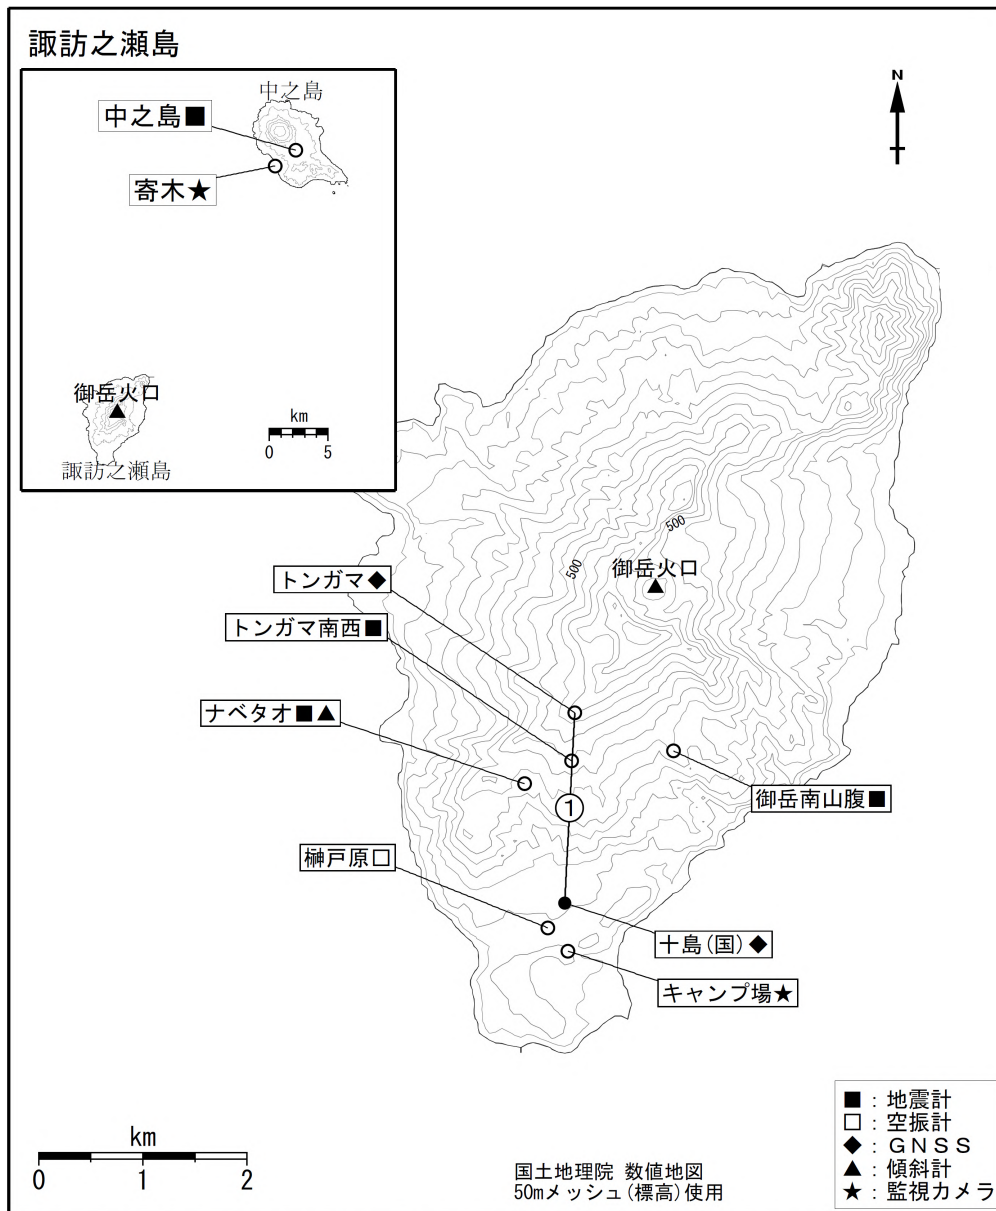 諏訪之瀬島
中之島
中之島■
寄木★
御岳火口
諏訪之瀬島
km
0 5
N
500
500
御岳火口
トンガマ◆
トンガマ南西■
ナベタオ■▲
①
御岳南山腹■
榊戸原□
十島(国)◆
キャンプ場★
km
0 1 2
国土地理院 数値地図
50mメッシュ(標高)使用
■:地震計
□:空振計
◆:GNSS
▲:傾斜計
★:監視カメラ